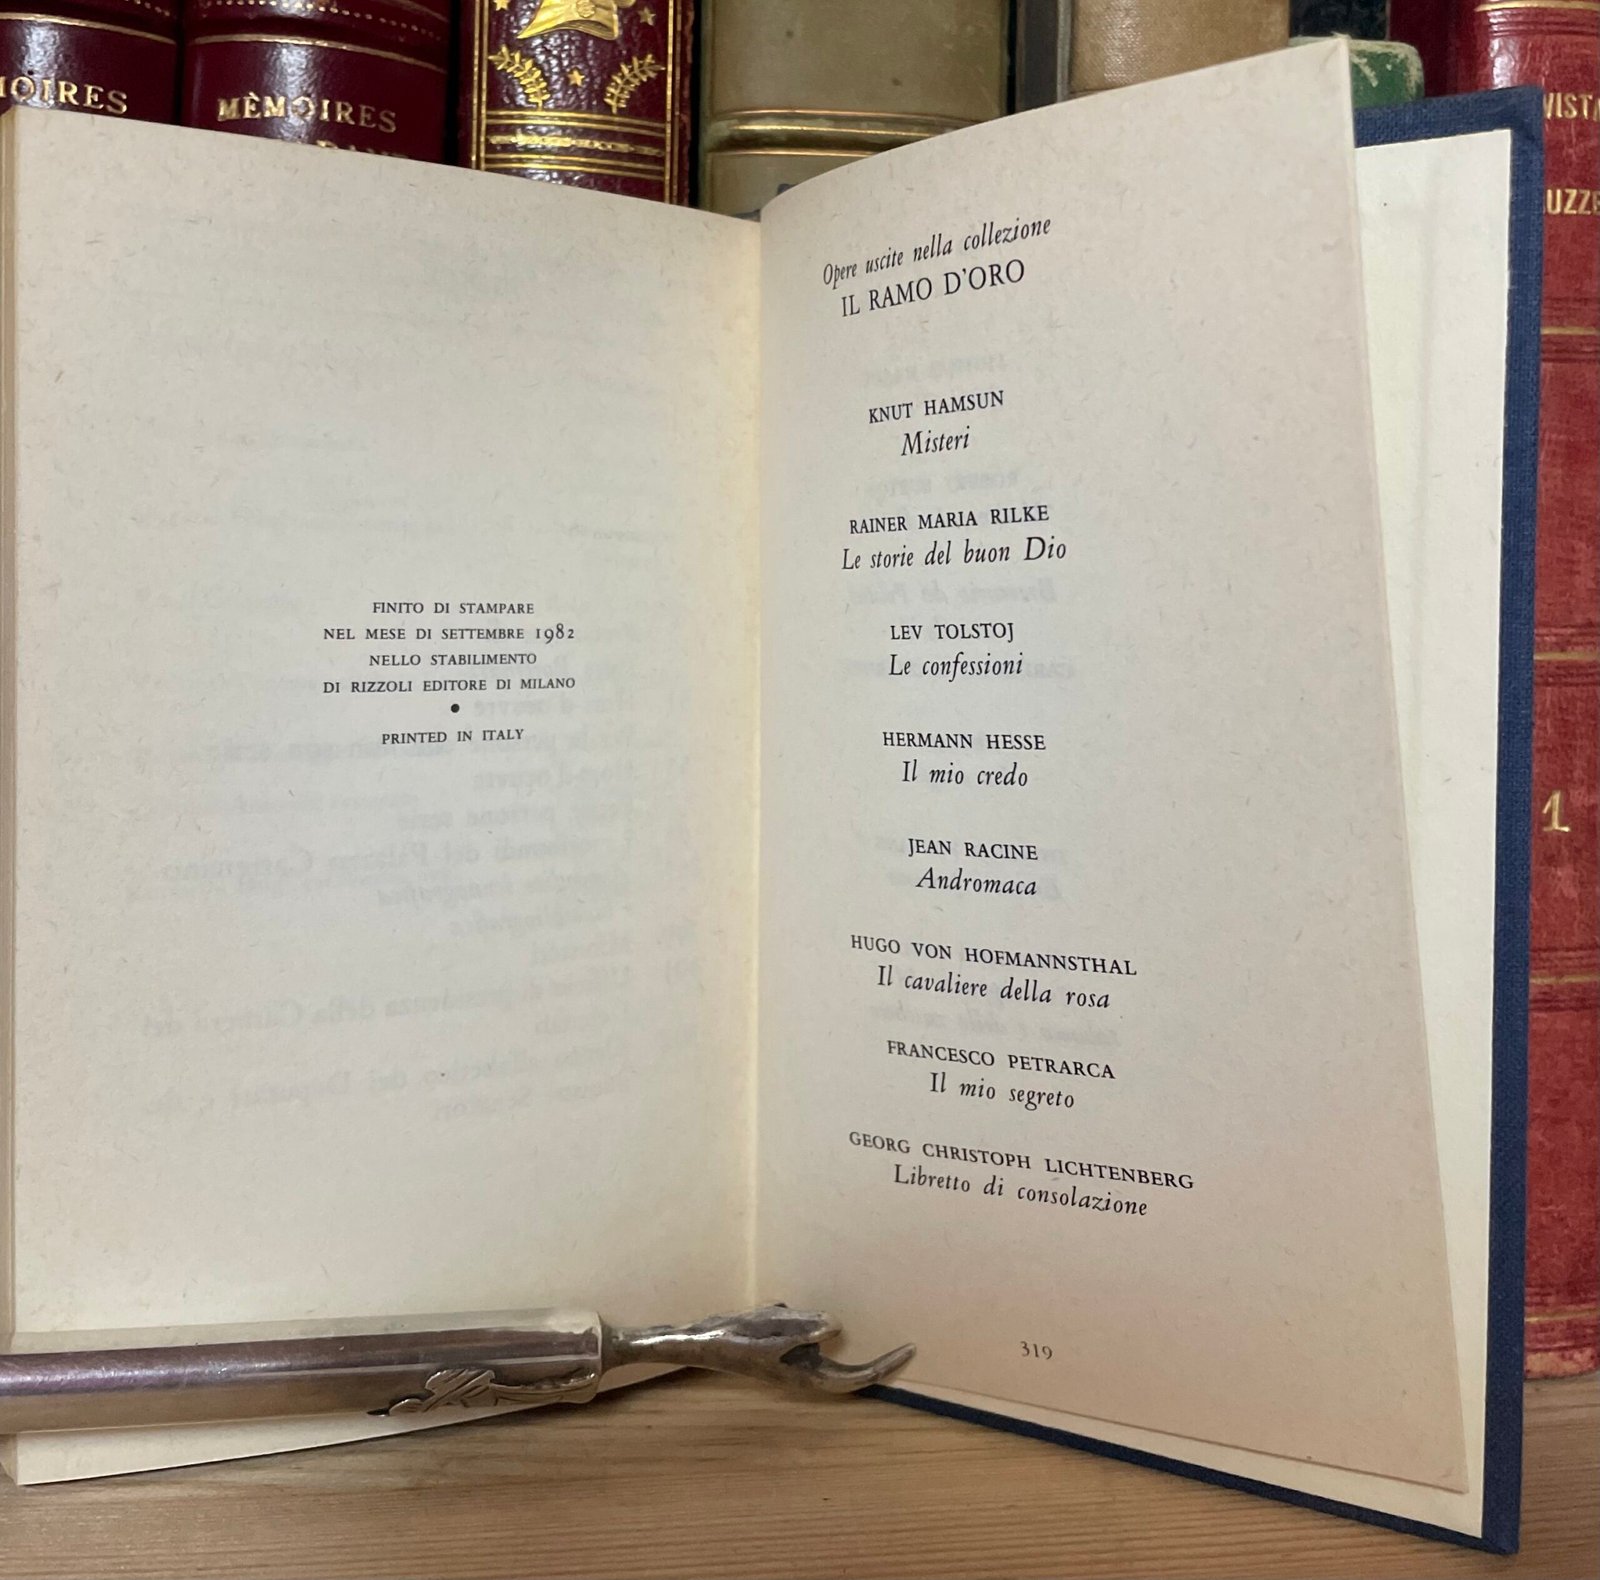 MÈMOIRES
FINITO DI STAMPARE
NEL MESE DI SETTEMBRE 1982
NELLO STABILIMENTO
DI RIZZOLI EDITORE DI MILANO
•
PRINTED IN ITALY
Opere uscite nella collezione
IL RAMO D'ORO
KNUT HAMSUN
Misteri
RAINER MARIA RILKE
Le storie del buon Dio
LEV TOLSTOJ
Le confessioni
HERMANN HESSE
Il mio credo
JEAN RACINE
Andromaca
HUGO VON HOFMANNSTHAL
Il cavaliere della rosa
FRANCESCO PETRARCA
Il mio segreto
GEORG CHRISTOPH LICHTENBERG
Libretto di consolazione
319
1